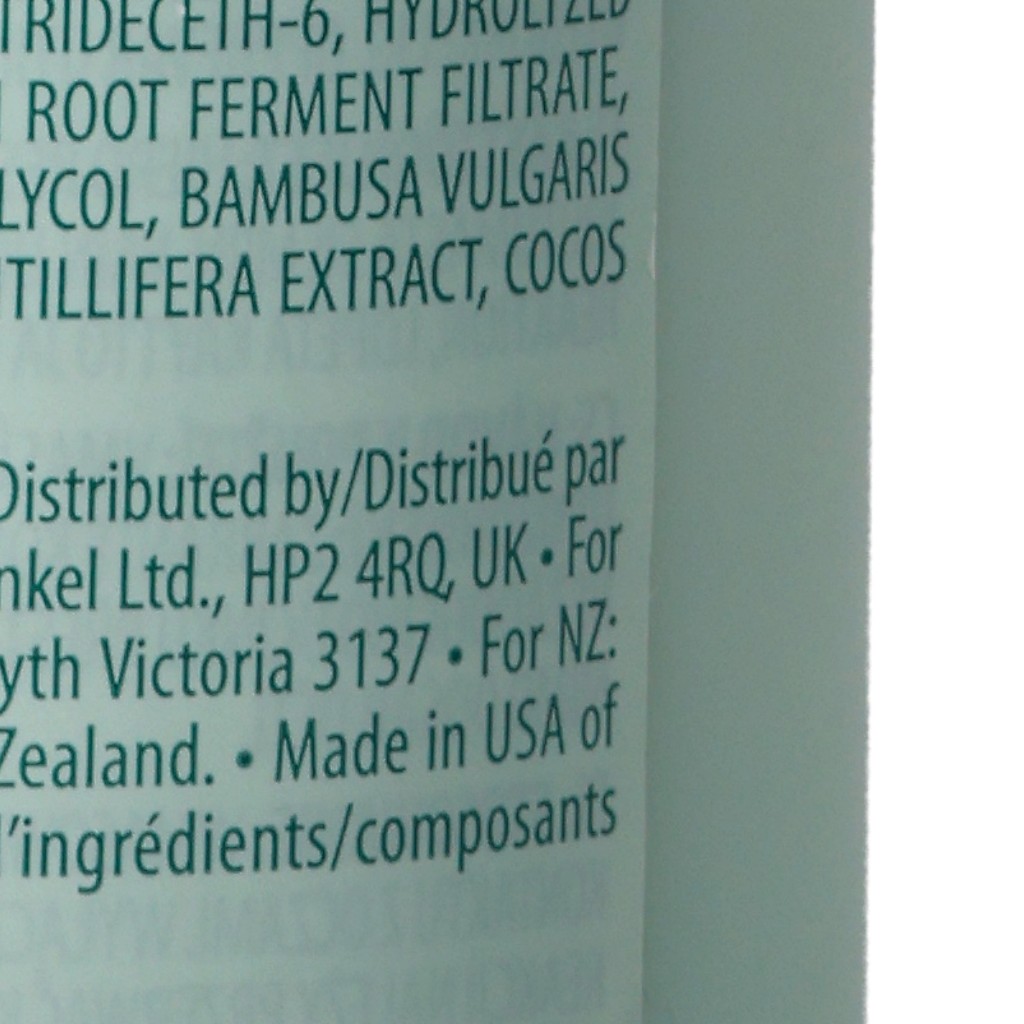 TRIDECETH-6, HYDROLYZED
ROOT FERMENT FILTRATE,
LYCOL, BAMBUSA VULGARIS
TILLIFERA EXTRACT, COCOS
Distributed by/Distribué par
nkel Ltd., HP2 4RQ, UK • For
yth Victoria 3137 • For NZ:
Zealand. • Made in USA of
l'ingrédients/composants